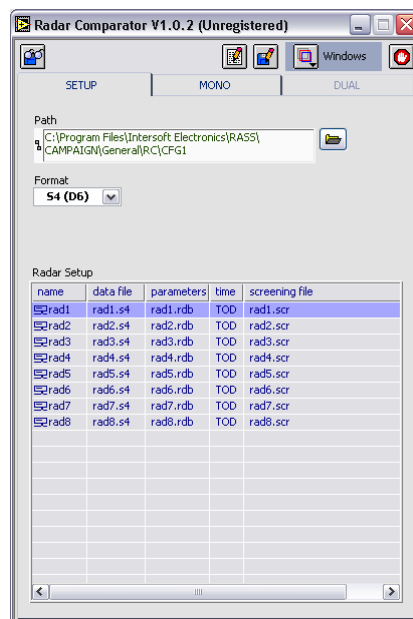 Radar Comparator V1.0.2 (Unregistered)
Windows
SETUP MONO DUAL
Path
C:\Program Files\Intersoft Electronics\RASS\
CAMPAIGN\General\RC\CFG1
Format
S4 (D6)
Radar Setup
name data file parameters time screening file
rad1 rad1.s4 rad1.rdb TOD rad1.scr
rad2 rad2.s4 rad2.rdb TOD rad2.scr
rad3 rad3.s4 rad3.rdb TOD rad3.scr
rad4 rad4.s4 rad4.rdb TOD rad4.scr
rad5 rad5.s4 rad5.rdb TOD rad5.scr
rad6 rad6.s4 rad6.rdb TOD rad6.scr
rad7 rad7.s4 rad7.rdb TOD rad7.scr
rad8 rad8.s4 rad8.rdb TOD rad8.scr